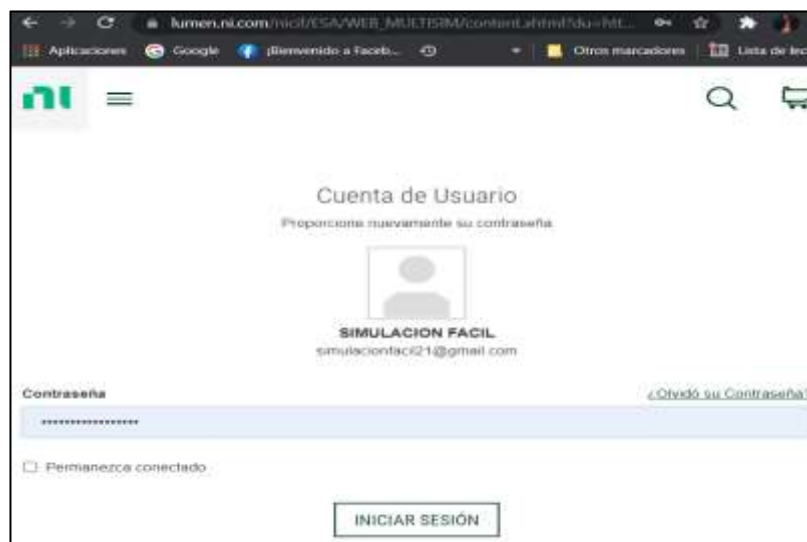 lumen.ni.com/nicif/ESA/WEB_MULTISIM/content.xhtml?du=htt...
Aplicaciones Google ¡Bienvenido a Faceb... Otros marcadores Lista de lec
ni
Cuenta de Usuario
Proporcione nuevamente su contraseña
SIMULACION FACIL
simulacionfacil21@gmail.com
Contraseña ¿Olvidó su Contraseña?
••••••••••••••••
Permanezca conectado
INICIAR SESIÓN